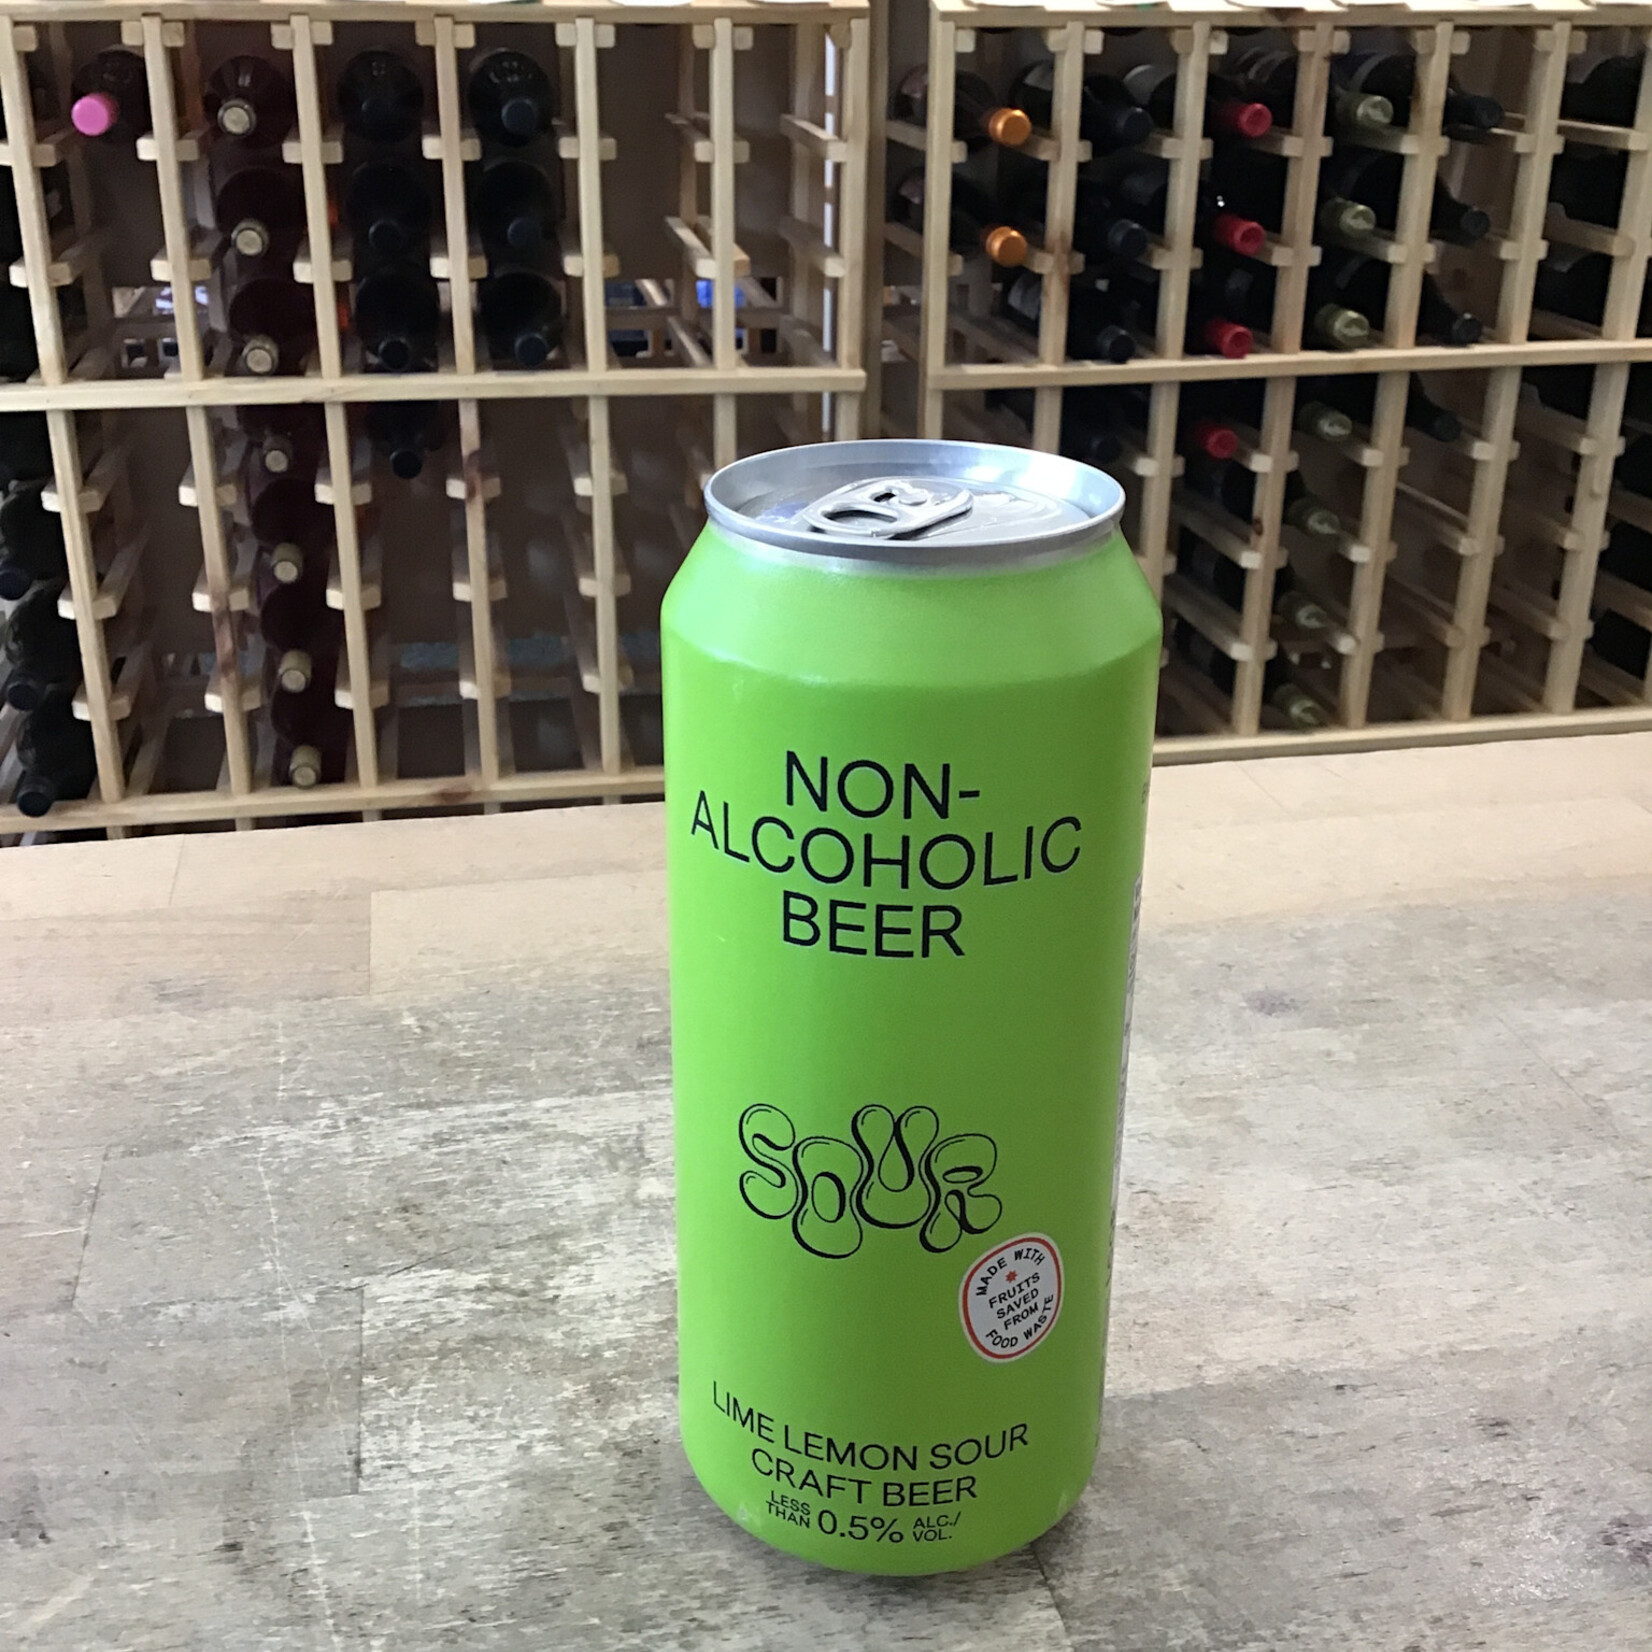 NON-
ALCOHOLIC
BEER
SOUR
MADE WITH
FRUITS
SAVED
FROM
FOOD WASTE
LIME LEMON SOUR
CRAFT BEER
LESS
THAN 0.5% ALC./
VOL.